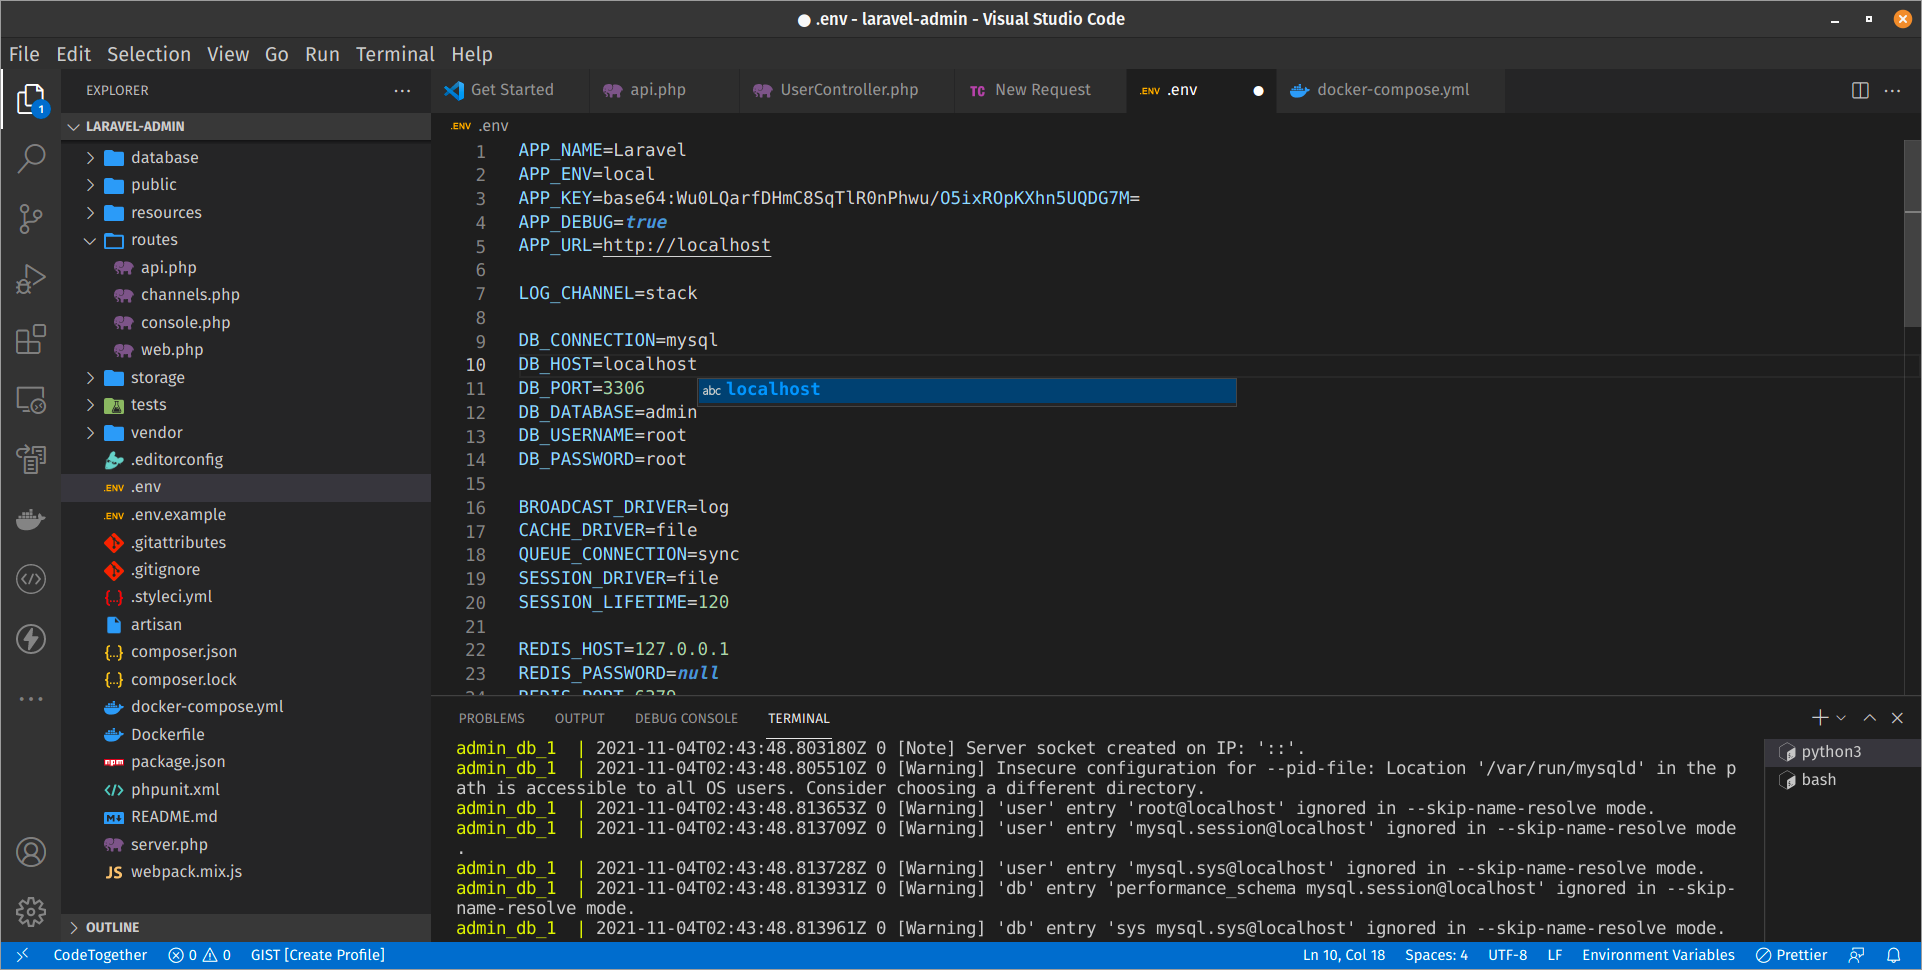 .env - laravel-admin - Visual Studio Code
File Edit Selection View Go Run Terminal Help
EXPLORER
Get Started
api.php
UserController.php
TC New Request
.ENV .env
docker-compose.yml
1
LARAVEL-ADMIN
database
public
resources
routes
api.php
channels.php
console.php
web.php
storage
tests
vendor
.editorconfig
.ENV .env
.ENV .env.example
.gitattributes
.gitignore
{..} .styleci.yml
artisan
{..} composer.json
{..} composer.lock
docker-compose.yml
Dockerfile
npm package.json
</> phpunit.xml
README.md
server.php
JS webpack.mix.js
OUTLINE
.ENV .env
1 APP_NAME=Laravel
2 APP_ENV=local
3 APP_KEY=base64:Wu0LQarfDHmC8SqTlR0nPhwu/O5ixROpKXhn5UQDG7M=
4 APP_DEBUG=true
5 APP_URL=http://localhost
6
7 LOG_CHANNEL=stack
8
9 DB_CONNECTION=mysql
10 DB_HOST=localhost
11 DB_PORT=3306
abc localhost
12 DB_DATABASE=admin
13 DB_USERNAME=root
14 DB_PASSWORD=root
15
16 BROADCAST_DRIVER=log
17 CACHE_DRIVER=file
18 QUEUE_CONNECTION=sync
19 SESSION_DRIVER=file
20 SESSION_LIFETIME=120
21
22 REDIS_HOST=127.0.0.1
23 REDIS_PASSWORD=null
24 REDIS_PORT=6379
PROBLEMS OUTPUT DEBUG CONSOLE TERMINAL
admin_db_1 | 2021-11-04T02:43:48.803180Z 0 [Note] Server socket created on IP: '::'.
admin_db_1 | 2021-11-04T02:43:48.805510Z 0 [Warning] Insecure configuration for --pid-file: Location '/var/run/mysqld' in the p
ath is accessible to all OS users. Consider choosing a different directory.
admin_db_1 | 2021-11-04T02:43:48.813653Z 0 [Warning] 'user' entry 'root@localhost' ignored in --skip-name-resolve mode.
admin_db_1 | 2021-11-04T02:43:48.813709Z 0 [Warning] 'user' entry 'mysql.session@localhost' ignored in --skip-name-resolve mode
.
admin_db_1 | 2021-11-04T02:43:48.813728Z 0 [Warning] 'user' entry 'mysql.sys@localhost' ignored in --skip-name-resolve mode.
admin_db_1 | 2021-11-04T02:43:48.813931Z 0 [Warning] 'db' entry 'performance_schema mysql.session@localhost' ignored in --skip-
name-resolve mode.
admin_db_1 | 2021-11-04T02:43:48.813961Z 0 [Warning] 'db' entry 'sys mysql.sys@localhost' ignored in --skip-name-resolve mode.
python3
bash
CodeTogether 0 0 GIST [Create Profile]
Ln 10, Col 18 Spaces: 4 UTF-8 LF Environment Variables Prettier